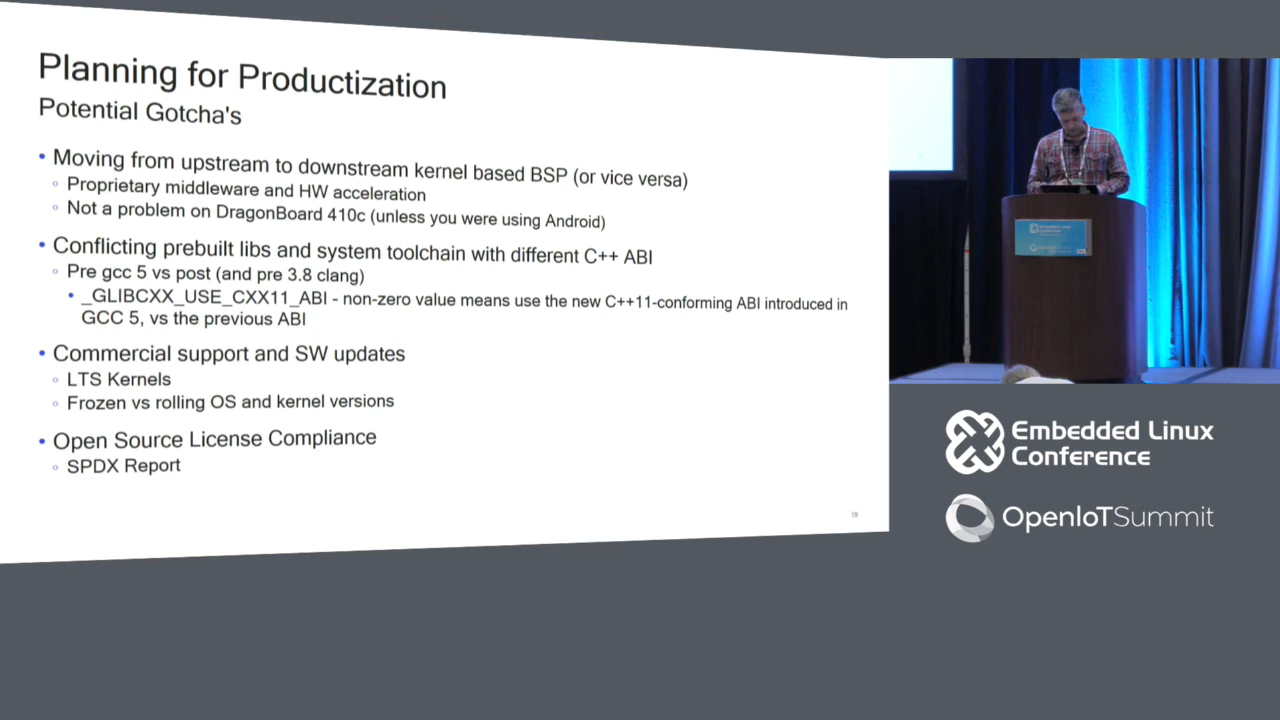 Planning for Productization
Potential Gotcha's
• Moving from upstream to downstream kernel based BSP (or vice versa)
◦ Proprietary middleware and HW acceleration
◦ Not a problem on DragonBoard 410c (unless you were using Android)
• Conflicting prebuilt libs and system toolchain with different C++ ABI
◦ Pre gcc 5 vs post (and pre 3.8 clang)
• _GLIBCXX_USE_CXX11_ABI - non-zero value means use the new C++11-conforming ABI introduced in
GCC 5, vs the previous ABI
• Commercial support and SW updates
◦ LTS Kernels
◦ Frozen vs rolling OS and kernel versions
• Open Source License Compliance
◦ SPDX Report
19
Embedded Linux
Conference
OpenIoTSummit